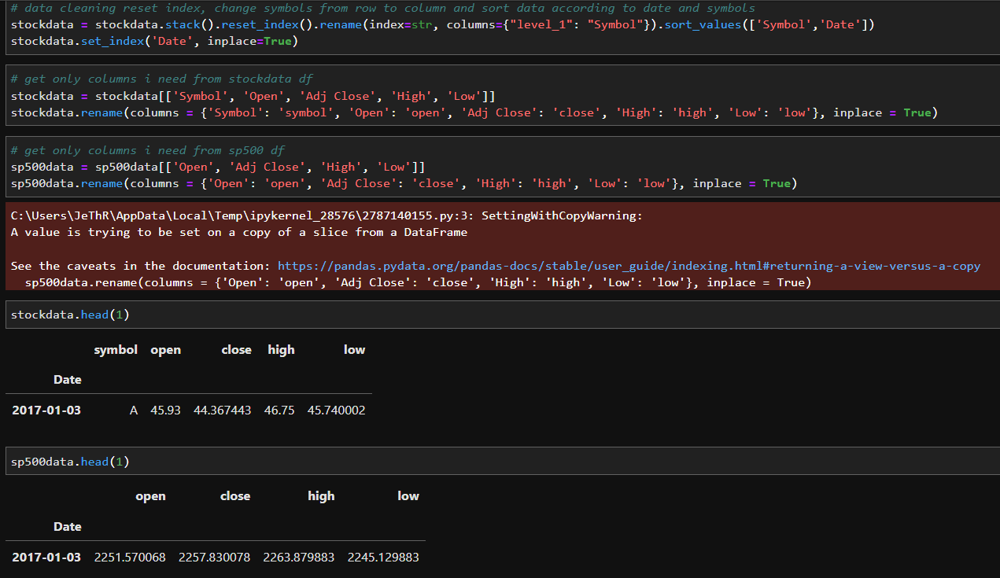 # data cleaning reset index, change symbols from row to column and sort data according to date and symbols
stockdata = stockdata.stack().reset_index().rename(index=str, columns={"level_1": "Symbol"}).sort_values(['Symbol','Date'])
stockdata.set_index('Date', inplace=True)
# get only columns i need from stockdata df
stockdata = stockdata[['Symbol', 'Open', 'Adj Close', 'High', 'Low']]
stockdata.rename(columns = {'Symbol': 'symbol', 'Open': 'open', 'Adj Close': 'close', 'High': 'high', 'Low': 'low'}, inplace = True)
# get only columns i need from sp500 df
sp500data = sp500data[['Open', 'Adj Close', 'High', 'Low']]
sp500data.rename(columns = {'Open': 'open', 'Adj Close': 'close', 'High': 'high', 'Low': 'low'}, inplace = True)
C:\Users\JeThR\AppData\Local\Temp\ipykernel_28576\2787140155.py:3: SettingWithCopyWarning:
A value is trying to be set on a copy of a slice from a DataFrame
See the caveats in the documentation: https://pandas.pydata.org/pandas-docs/stable/user_guide/indexing.html#returning-a-view-versus-a-copy
sp500data.rename(columns = {'Open': 'open', 'Adj Close': 'close', 'High': 'high', 'Low': 'low'}, inplace = True)
stockdata.head(1)
symbol open close high low
Date
2017-01-03 A 45.93 44.367443 46.75 45.740002
sp500data.head(1)
open close high low
Date
2017-01-03 2251.570068 2257.830078 2263.879883 2245.129883